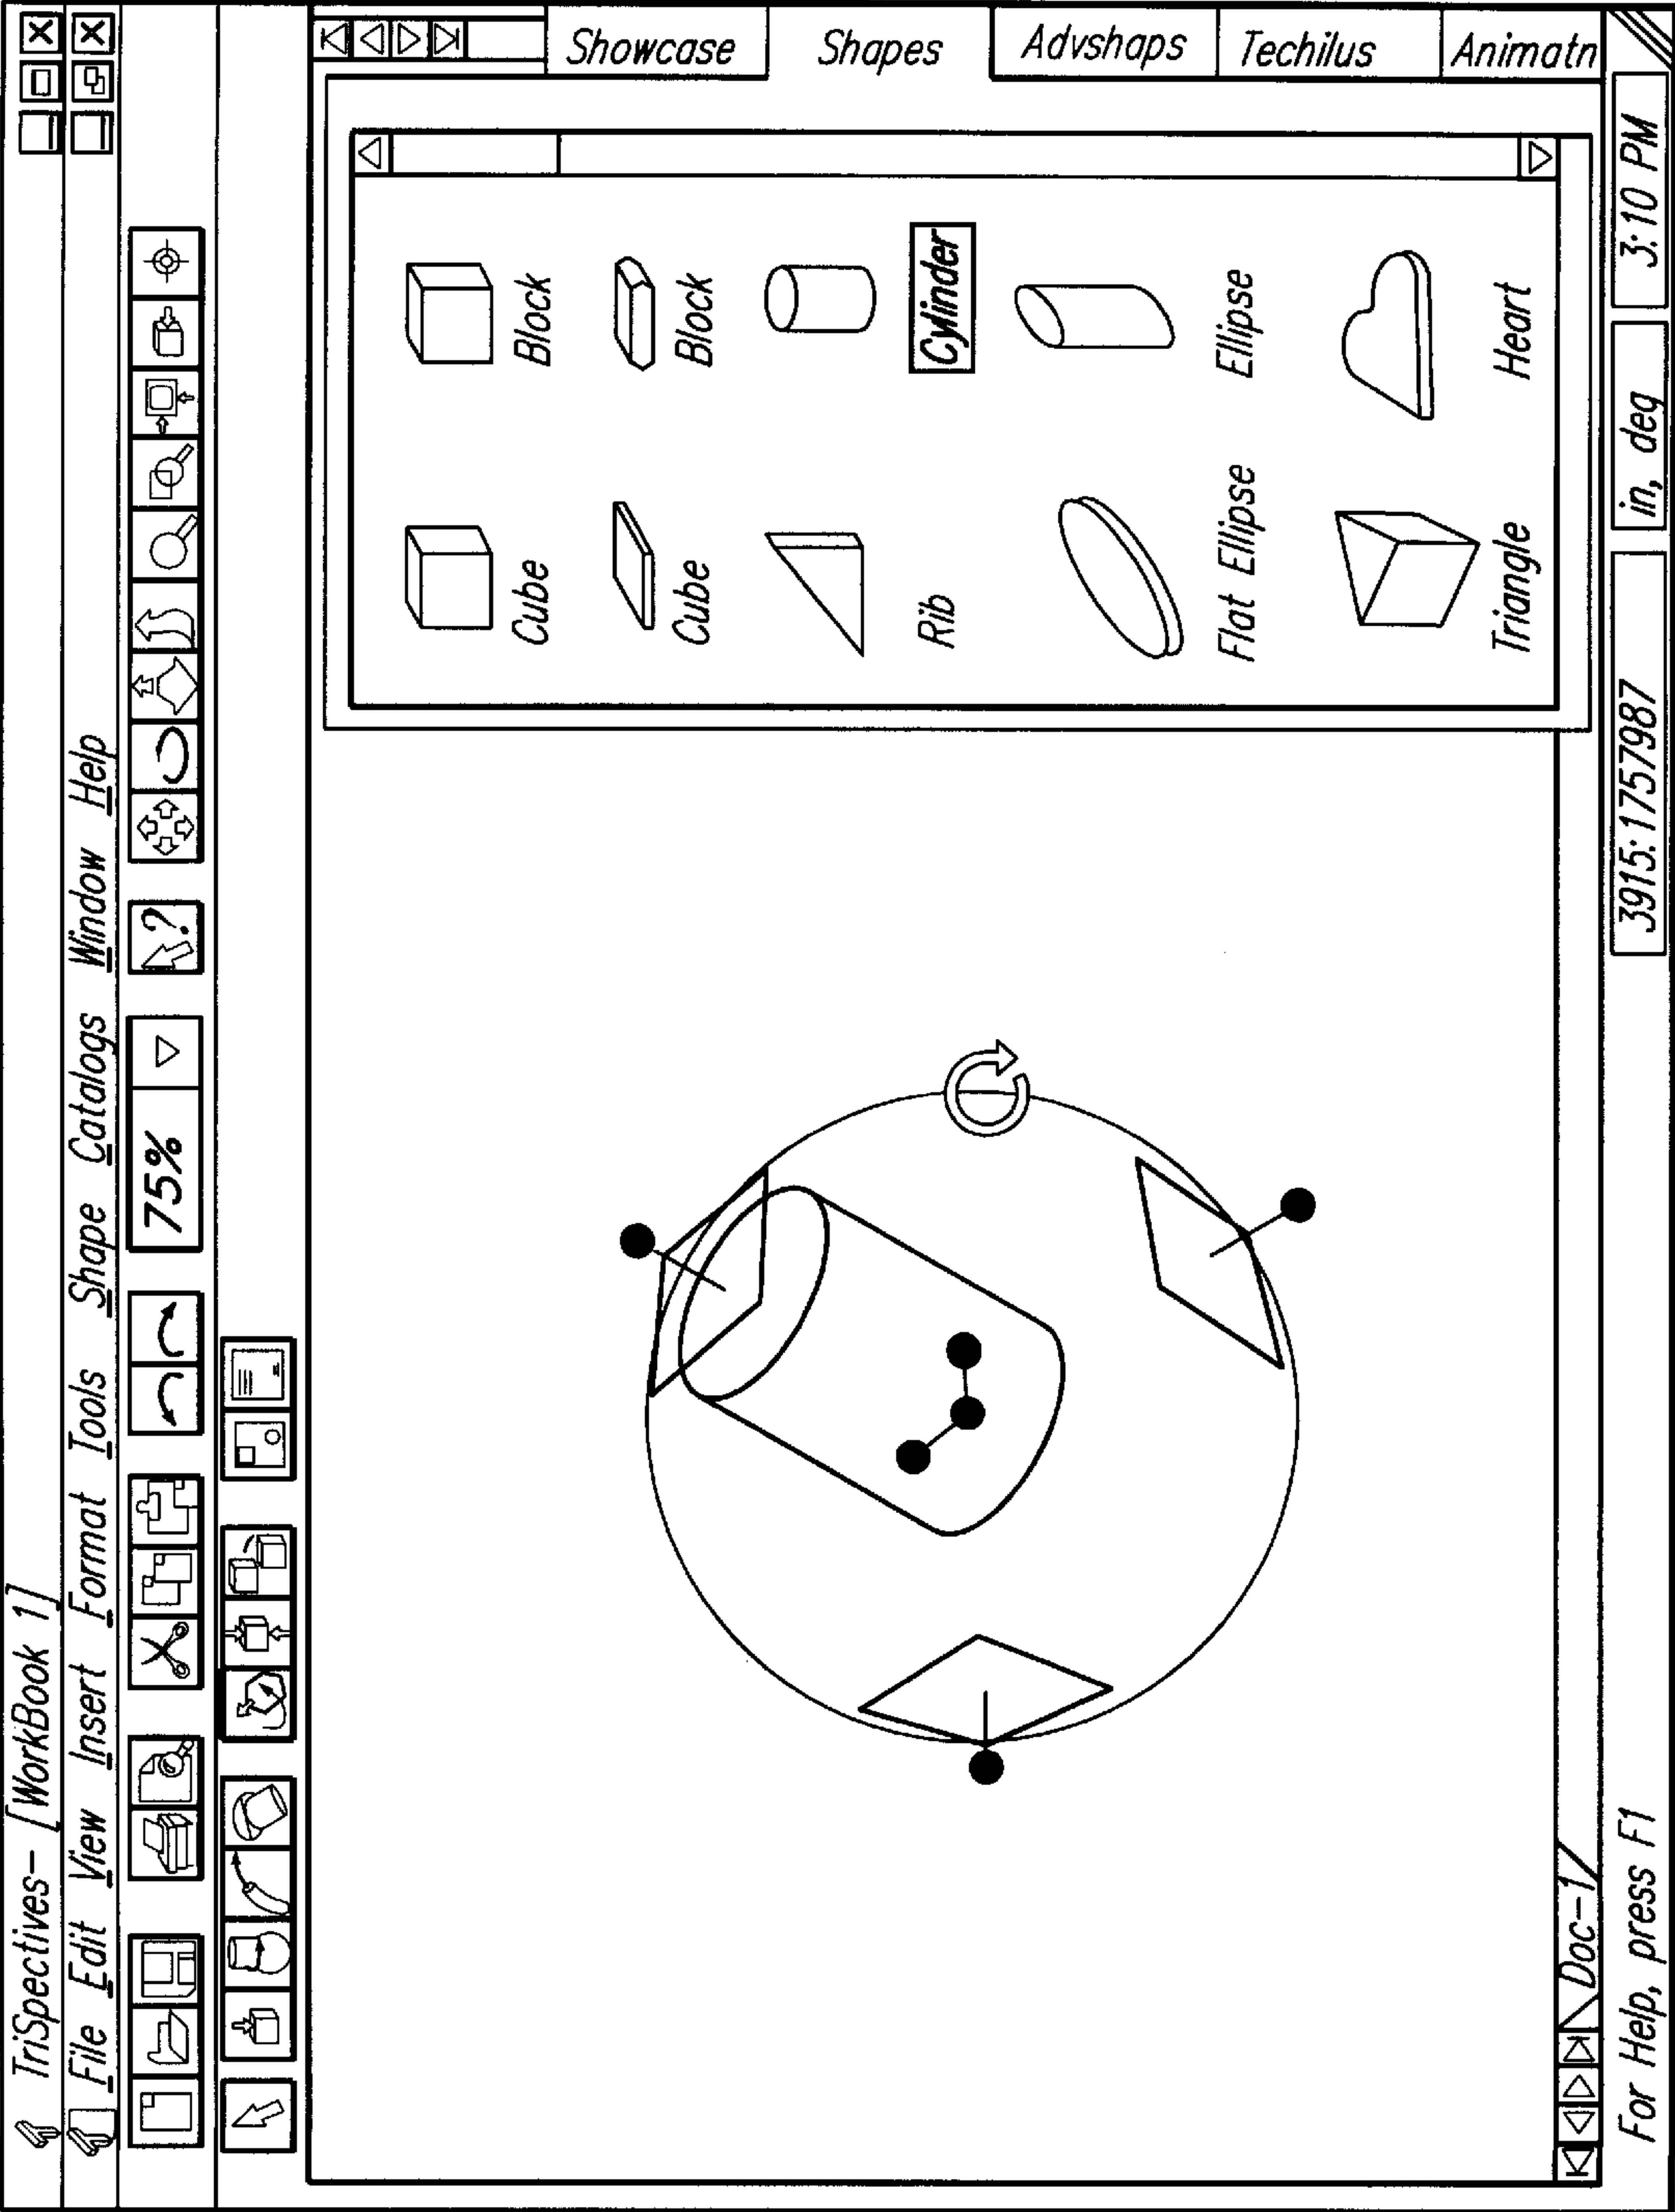 TriSpectives- [WorkBook 1]
File Edit View Insert Format Tools Shape Catalogs Window Help
75% ?
Cube Block
Cube Block
Rib Cylinder
Flat Ellipse Ellipse
Triangle Heart
Showcase
Shapes
Advshaps
Techilus
Animatn
Doc-1
For Help, press F1 3915:1757987 in, deg 3:10 PM